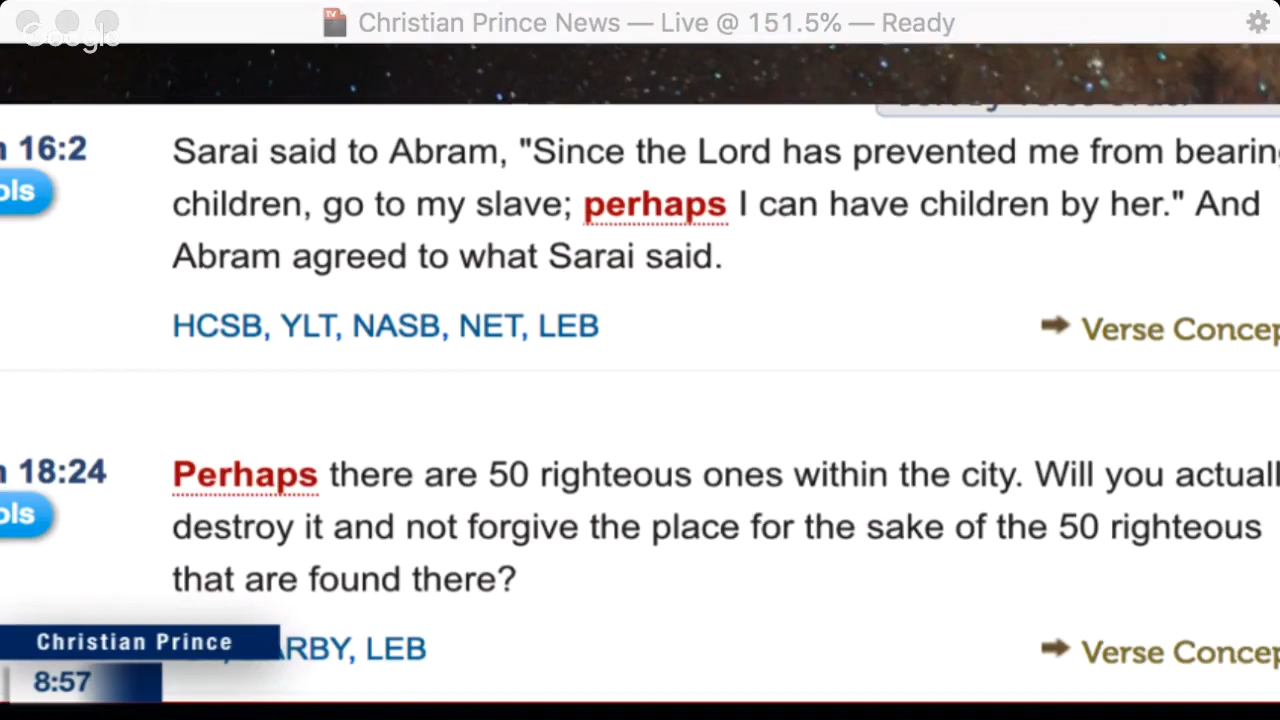 Christian Prince News — Live @ 151.5% — Ready
Google
16:2
Sarai said to Abram, "Since the Lord has prevented me from bearing
children, go to my slave; perhaps I can have children by her." And
Abram agreed to what Sarai said.
HCSB, YLT, NASB, NET, LEB
Verse Concep
18:24
Perhaps there are 50 righteous ones within the city. Will you actuall
destroy it and not forgive the place for the sake of the 50 righteous
that are found there?
ARBY, LEB
Verse Concep
Christian Prince
8:57